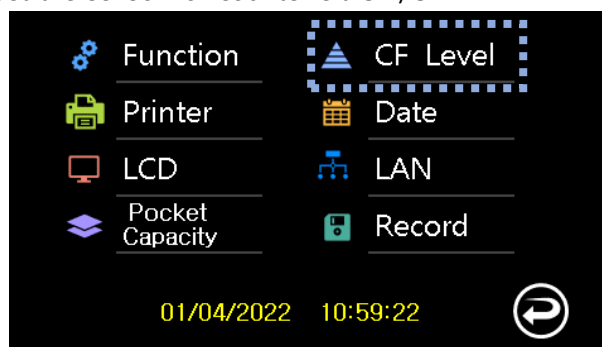 Function
CF Level
Printer
Date
LCD
LAN
Pocket
Capacity
Record
01/04/2022 10:59:22